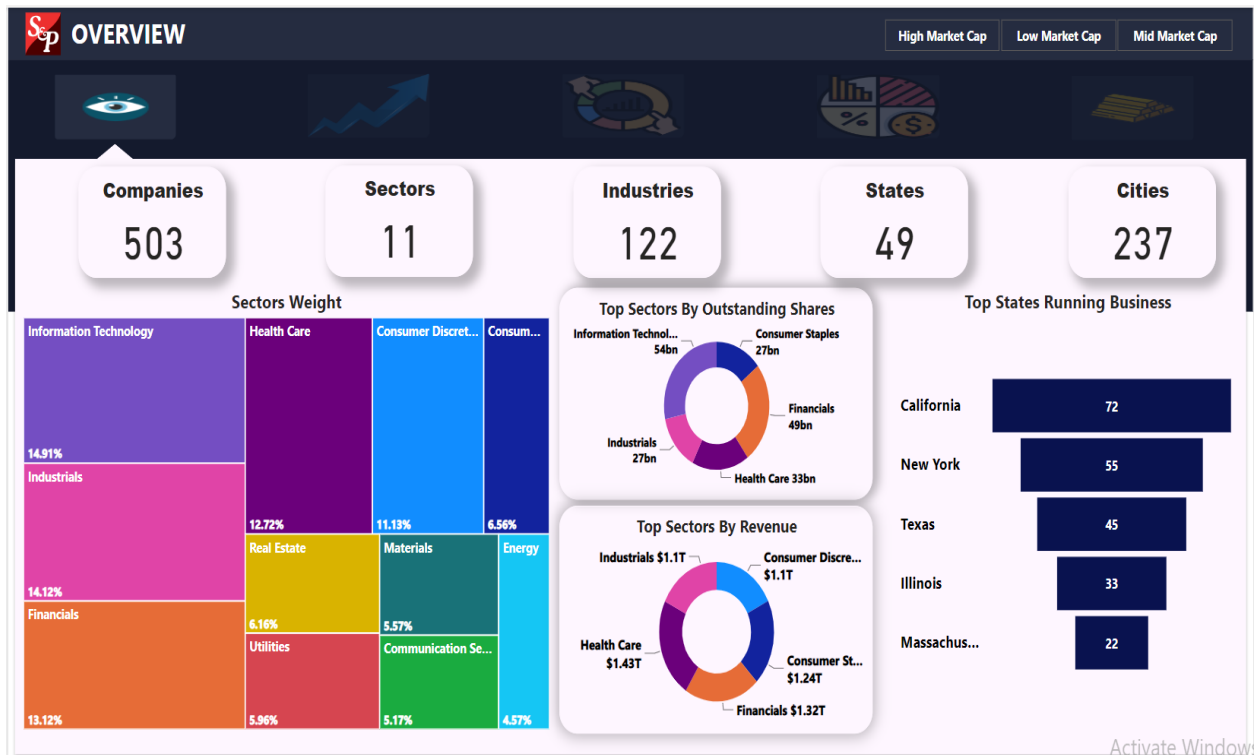 S&P OVERVIEW
High Market Cap
Low Market Cap
Mid Market Cap
%
$
Companies
503
Sectors
11
Industries
122
States
49
Cities
237
Sectors Weight
Information Technology
14.91%
Industrials
14.12%
Financials
13.12%
Health Care
12.72%
Consumer Discret...
11.13%
Consum...
6.56%
Real Estate
6.16%
Utilities
5.96%
Materials
5.57%
Communication Se...
5.17%
Energy
4.57%
Top Sectors By Outstanding Shares
Information Technol...
54bn
Consumer Staples
27bn
Financials
49bn
Industrials
27bn
Health Care 33bn
Top Sectors By Revenue
Industrials $1.1T
Consumer Discre...
$1.1T
Health Care
$1.43T
Consumer St...
$1.24T
Financials $1.32T
Top States Running Business
California
72
New York
55
Texas
45
Illinois
33
Massachus...
22
Activate Windows